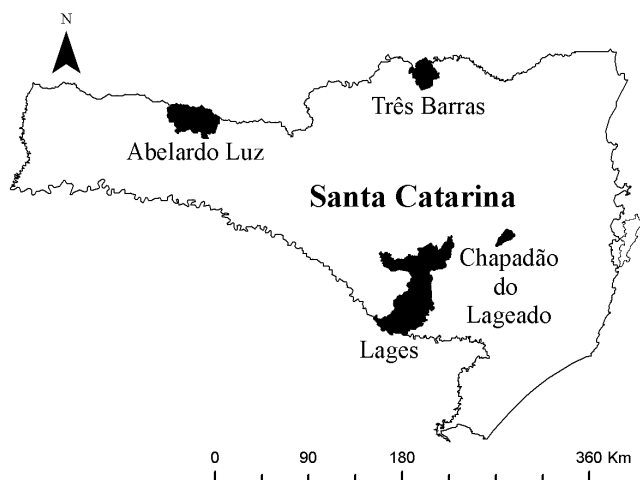 N
Três Barras
Abelardo Luz
Santa Catarina
Chapadão
do
Lageado
Lages
0 90 180 360 Km